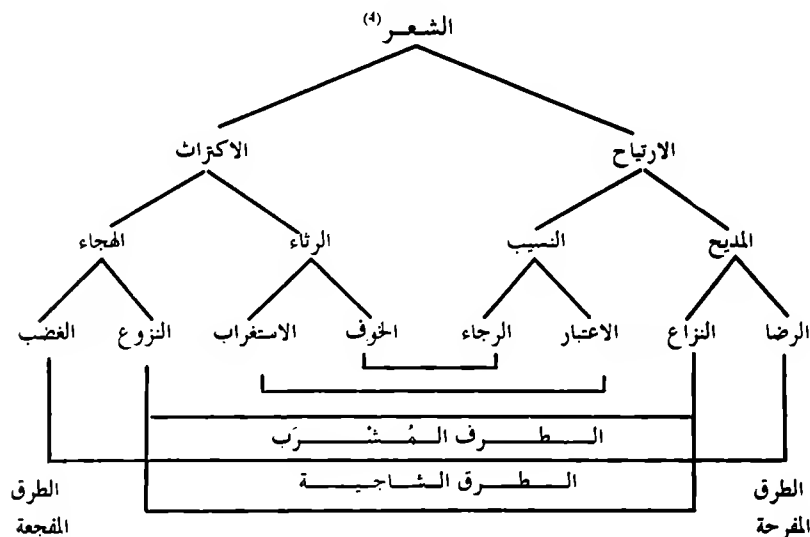 الشعر (4)
الارتياح الاكتراث
المديح النسيب الرثاء الهجاء
الرضا النزاع الاعتبار الرجاء الخوف الاستغراب النزوع الغضب
الطرف المُشْرَب
الطرق الشاجية
الطرق المفرحة
الطرق المفجعة